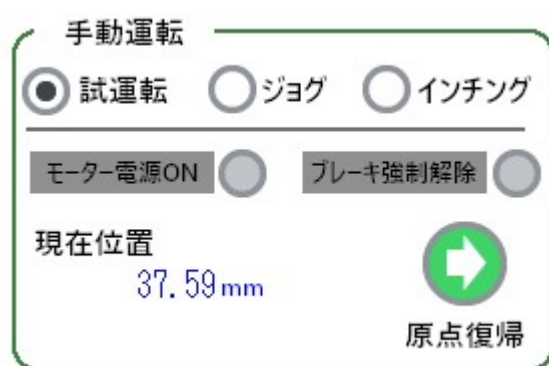 手動運転
試運転 ジョグ インチング
モーター電源ON ブレーキ強制解除
現在位置
37.59mm
原点復帰